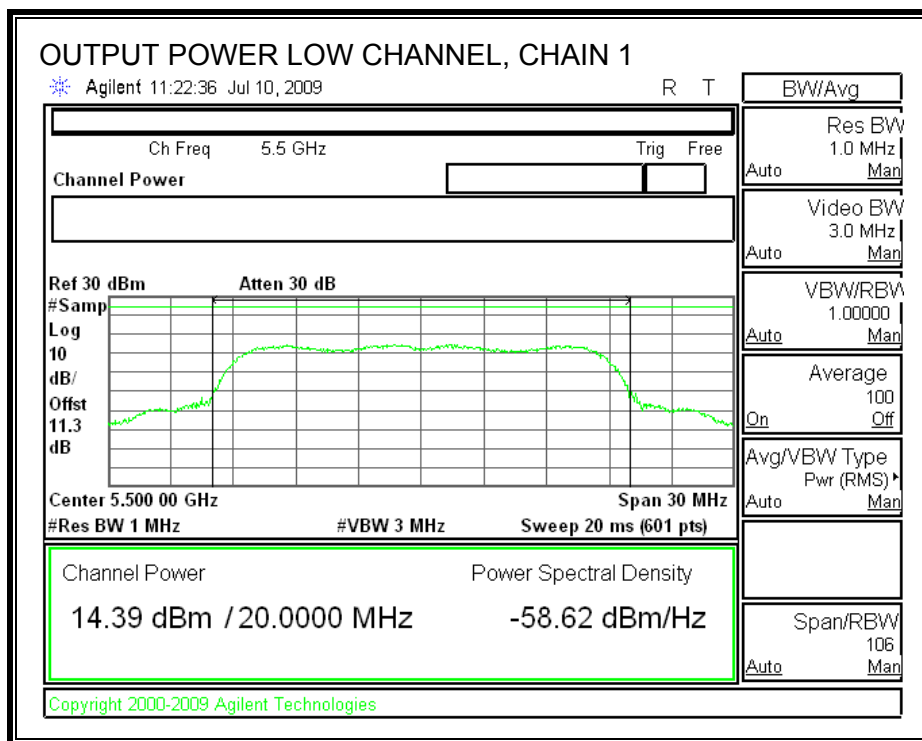 OUTPUT POWER LOW CHANNEL, CHAIN 1
Agilent 11:22:36 Jul 10, 2009 R T
Ch Freq 5.5 GHz Trig Free
Channel Power
Ref 30 dBm Atten 30 dB
#Samp
Log
10
dB/
Offst
11.3
dB
Center 5.500 00 GHz Span 30 MHz
#Res BW 1 MHz #VBW 3 MHz Sweep 20 ms (601 pts)
Channel Power Power Spectral Density
14.39 dBm / 20.0000 MHz -58.62 dBm/Hz
Copyright 2000-2009 Agilent Technologies
BW/Avg
Res BW
1.0 MHz
Auto Man
Video BW
3.0 MHz
Auto Man
VBW/RBW
1.00000
Auto Man
Average
100
On Off
Avg/VBW Type
Pwr (RMS)
Auto Man
Span/RBW
106
Auto Man